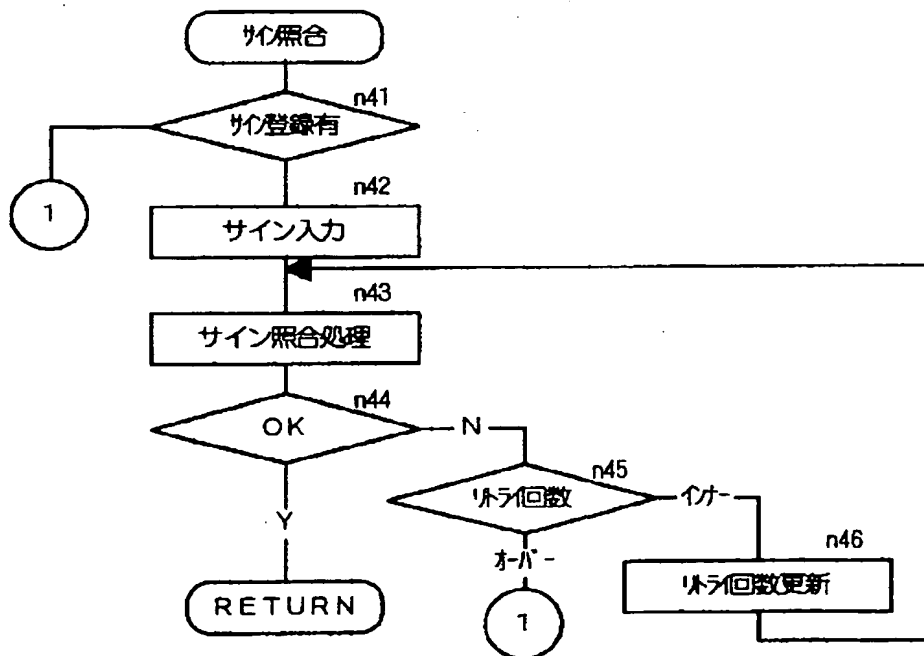 サイン照合
n41
サイン登録有
1
n42
サイン入力
n43
サイン照合処理
n44
OK
N
n45
リトライ回数
インナー
Y
オーバー
n46
リトライ回数更新
RETURN
1